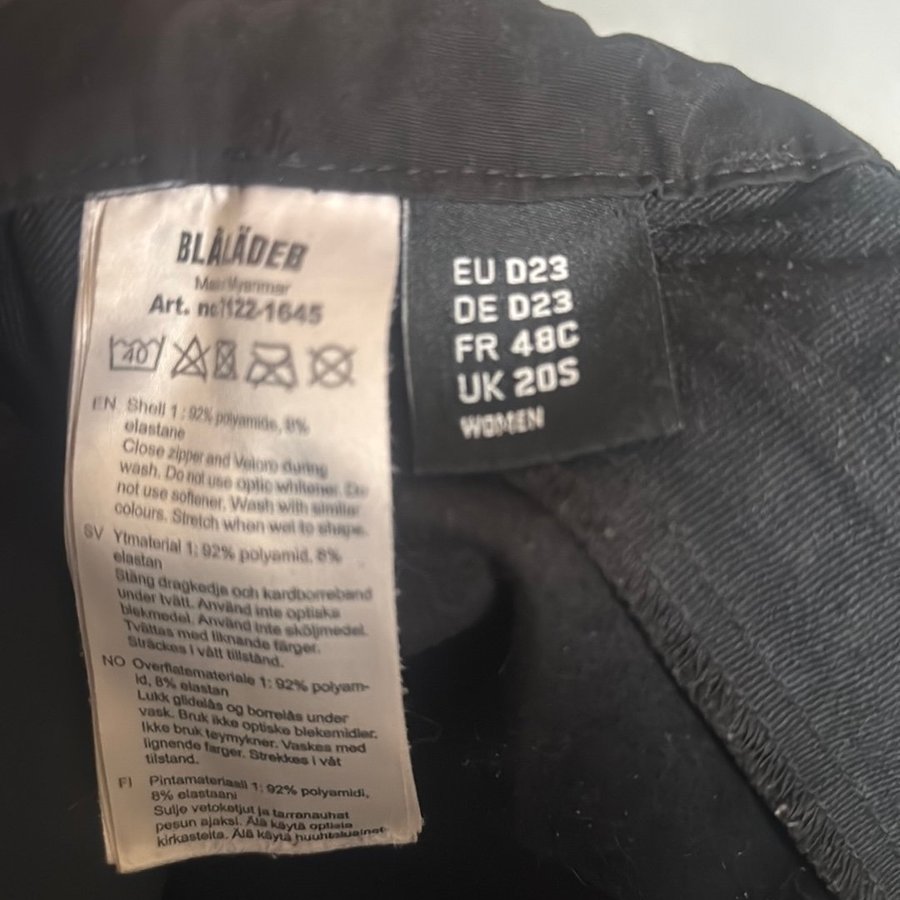 BLÅLÄDER
Art. no
40
EN Shell 1: 92% polyamide, 8%
elastane
Close zipper and Velcro during
wash. Do not use optic whitener. Do
not use softener. Wash with similar
colours. Stretch when wet to shape.
SV Ytmaterial 1: 92% polyamid, 8%
elastan
Stäng dragkedja och kardborreband
under tvätt. Använd inte optiska
blekmedel. Använd inte sköljmedel.
Tvättas med liknande färger.
Sträckes i vått tillstånd.
NO Overflatemateriale 1: 92% polyam-
id, 8% elastan
Lukk glidelås og borrelås under
vask. Bruk ikke optiske blekemidler.
Ikke bruk tøymykner. Vaskes med
lignende farger. Strekkes i våt
tilstand.
FI Pintamateriaali 1: 92% polyamidi,
8% elastaani
Sulje vetoketjut ja tarranauhat
pesun ajaksi. Älä käytä optisia
kirkasteita. Älä käytä
EU D23
DE D23
FR 48C
UK 20S
WOMEN